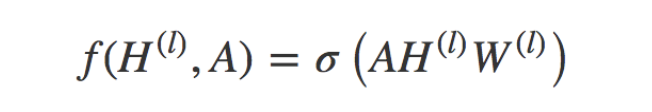 f(H^{(l)}, A) = σ(AH^{(l)}W^{(l)})